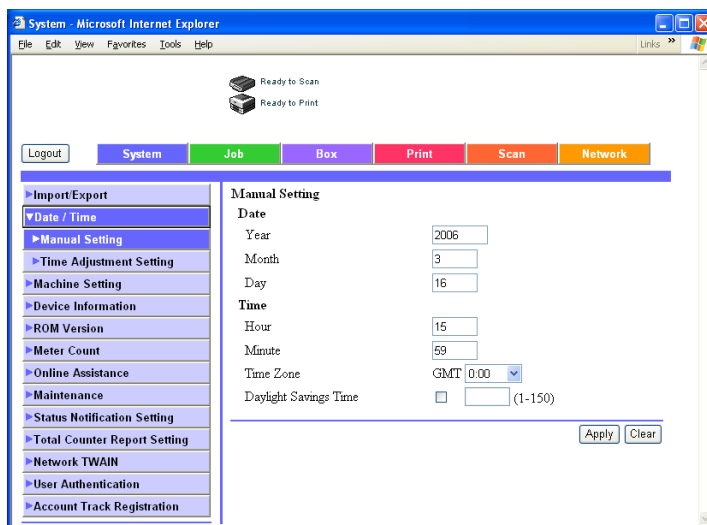 System - Microsoft Internet Explorer
File Edit View Favorites Tools Help Links »
Ready to Scan
Ready to Print
Logout System Job Box Print Scan Network
Import/Export
Date / Time
Manual Setting
Time Adjustment Setting
Machine Setting
Device Information
ROM Version
Meter Count
Online Assistance
Maintenance
Status Notification Setting
Total Counter Report Setting
Network TWAIN
User Authentication
Account Track Registration
Manual Setting
Date
Year 2006
Month 3
Day 16
Time
Hour 15
Minute 59
Time Zone GMT 0:00
Daylight Savings Time (1-150)
Apply Clear